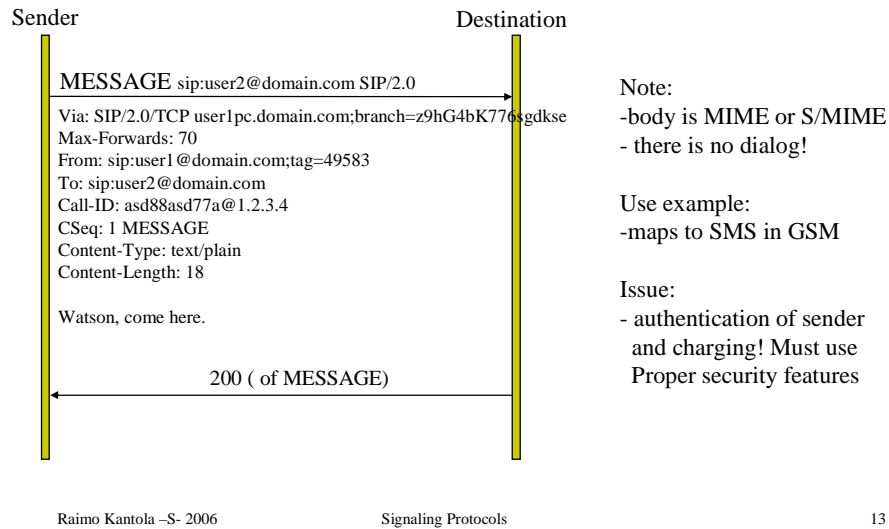 Sender
Destination
MESSAGE sip:user2@domain.com SIP/2.0
Via: SIP/2.0/TCP user1pc.domain.com;branch=z9hG4bK776sgdkse
Max-Forwards: 70
From: sip:user1@domain.com;tag=49583
To: sip:user2@domain.com
Call-ID: asd88asd77a@1.2.3.4
CSeq: 1 MESSAGE
Content-Type: text/plain
Content-Length: 18
Watson, come here.
200 ( of MESSAGE)
Note:
-body is MIME or S/MIME
- there is no dialog!
Use example:
-maps to SMS in GSM
Issue:
- authentication of sender
and charging! Must use
Proper security features
Raimo Kantola –S- 2006
Signaling Protocols
13